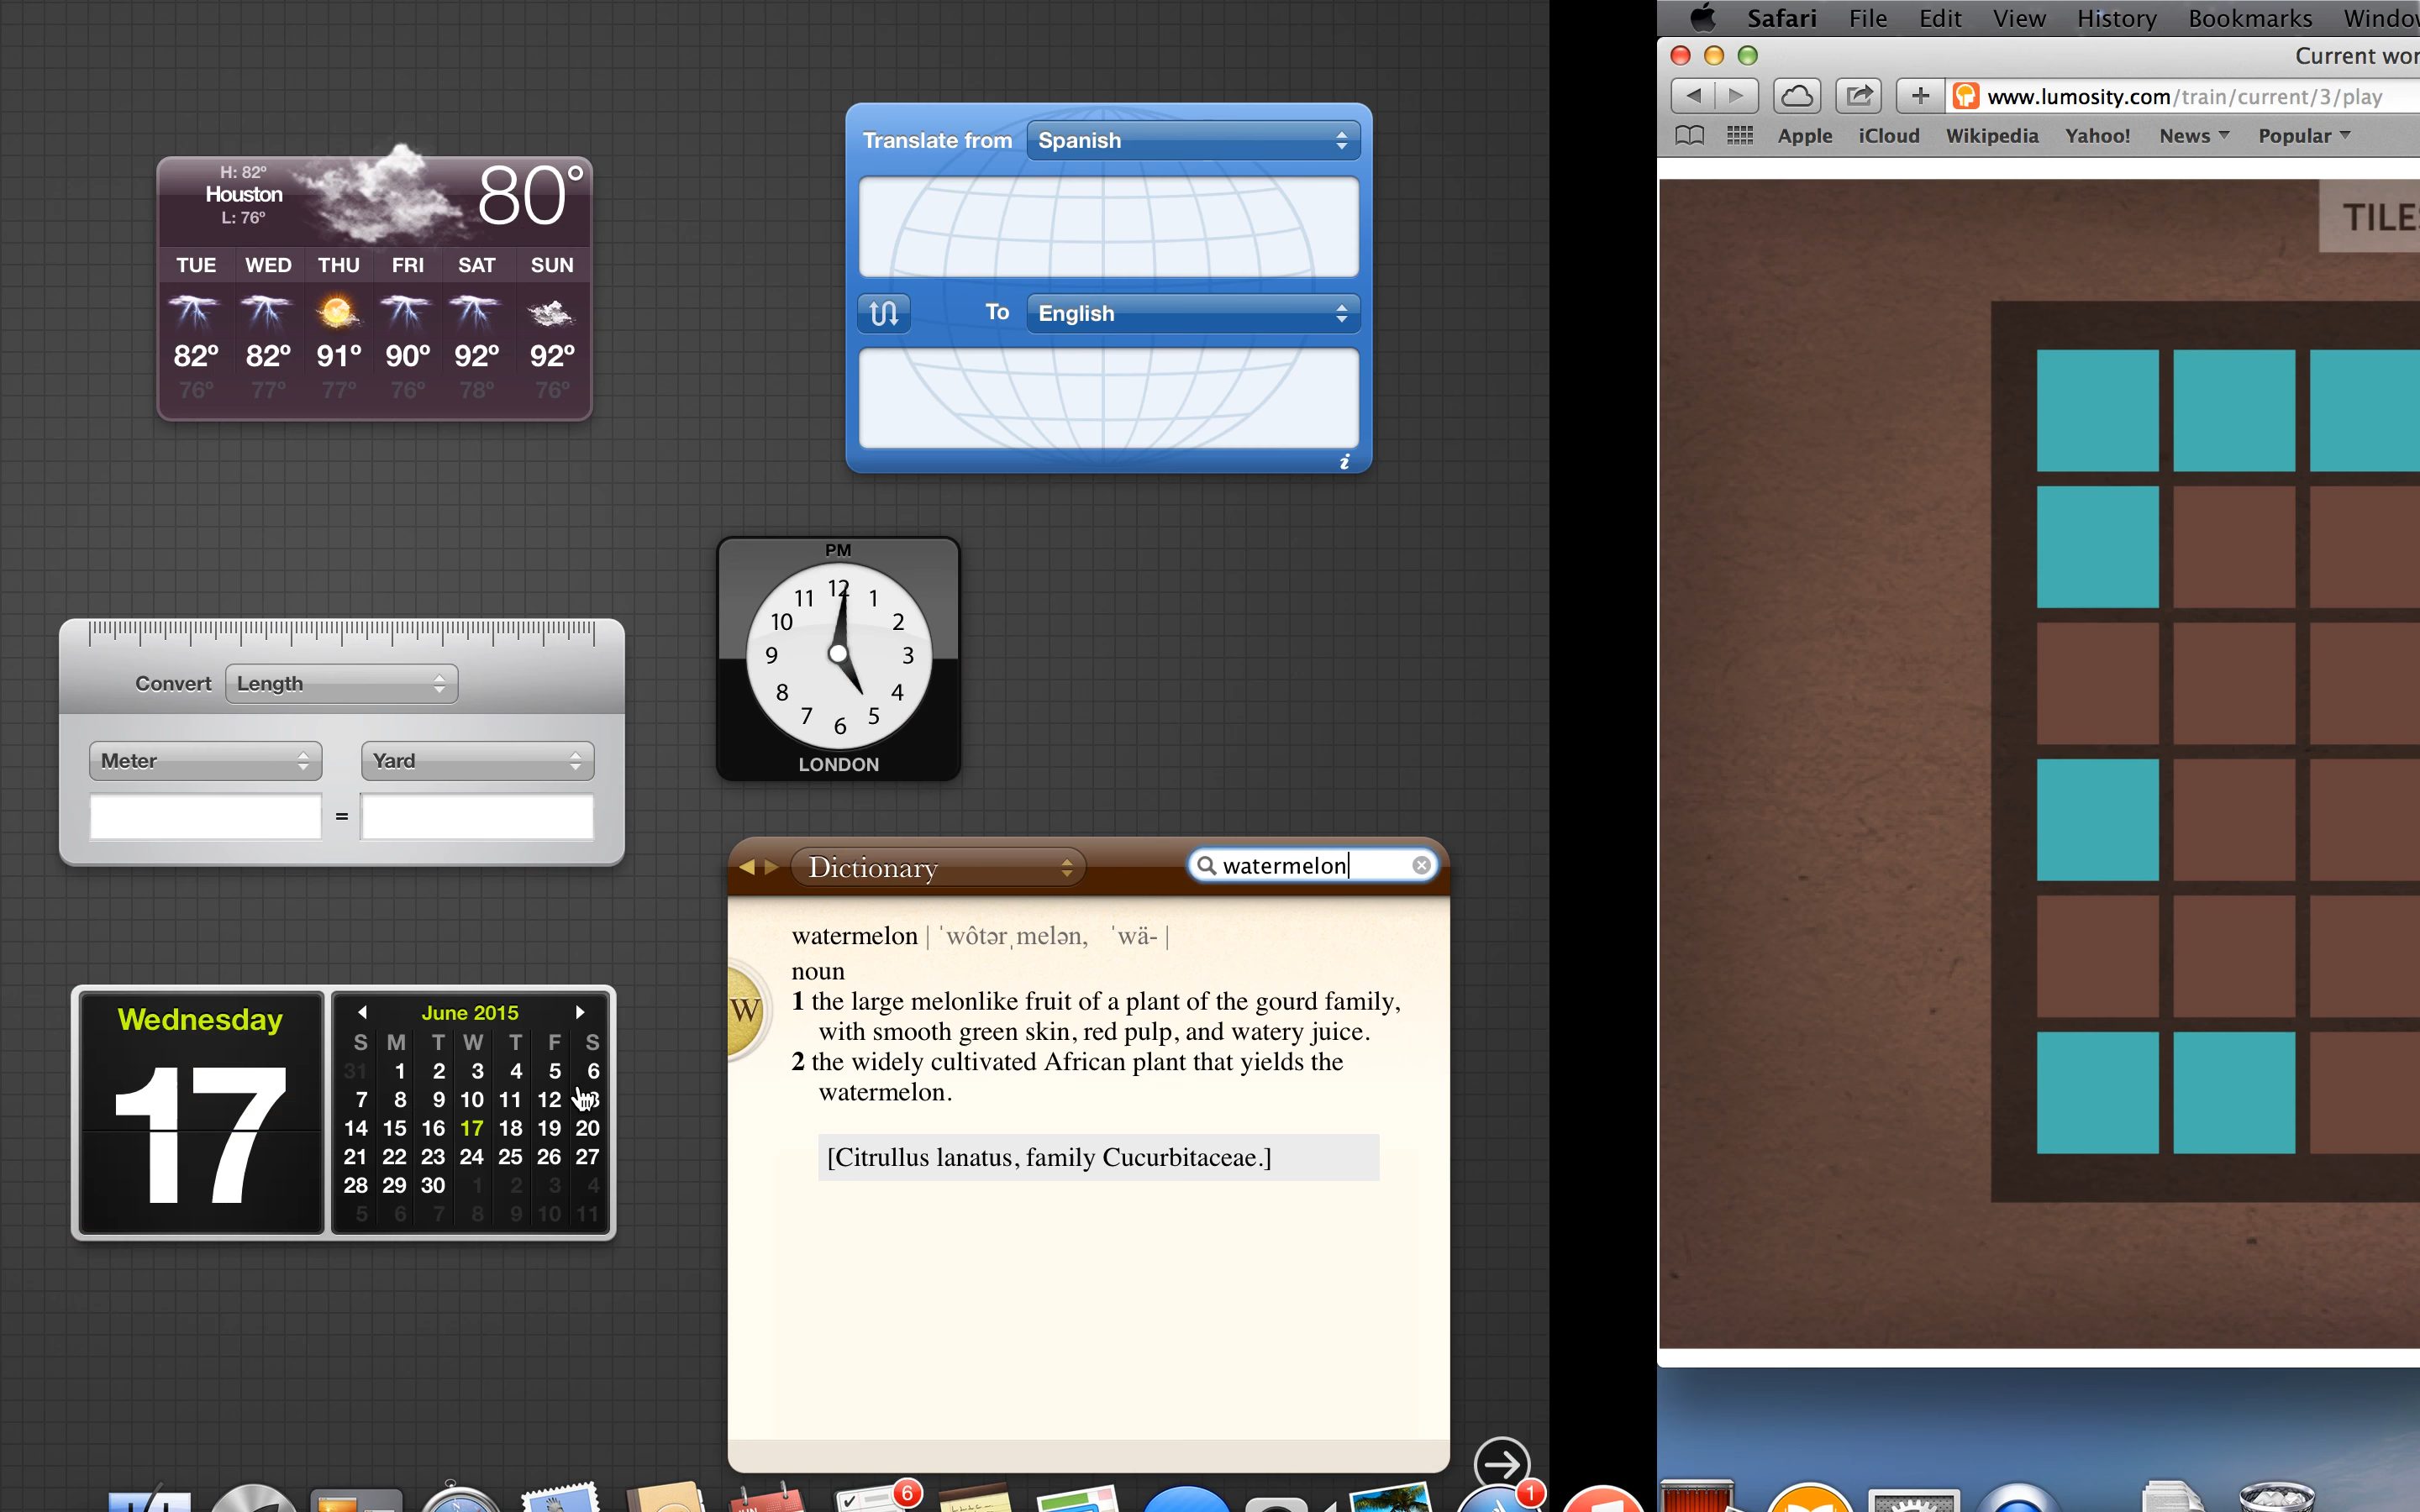 H: 82°
Houston
L: 76°
80°
TUE WED THU FRI SAT SUN
82° 82° 91° 90° 92° 92°
76° 77° 77° 76° 78° 76°
Translate from Spanish
To English
i
Convert Length
Meter Yard
=
PM
12
11 1
10 2
9 3
8 4
7 5
6
LONDON
Wednesday
17
June 2015
S M T W T F S
31 1 2 3 4 5 6
7 8 9 10 11 12 13
14 15 16 17 18 19 20
21 22 23 24 25 26 27
28 29 30 1 2 3 4
5 6 7 8 9 10 11
Dictionary watermelon
W
watermelon | ˈwôtərˌmelən, ˈwä- |
noun
1 the large melonlike fruit of a plant of the gourd family,
with smooth green skin, red pulp, and watery juice.
2 the widely cultivated African plant that yields the
watermelon.
[Citrullus lanatus, family Cucurbitaceae.]
6
1
Safari File Edit View History Bookmarks Windo
Current wor
www.lumosity.com/train/current/3/play
Apple iCloud Wikipedia Yahoo! News Popular
TILES